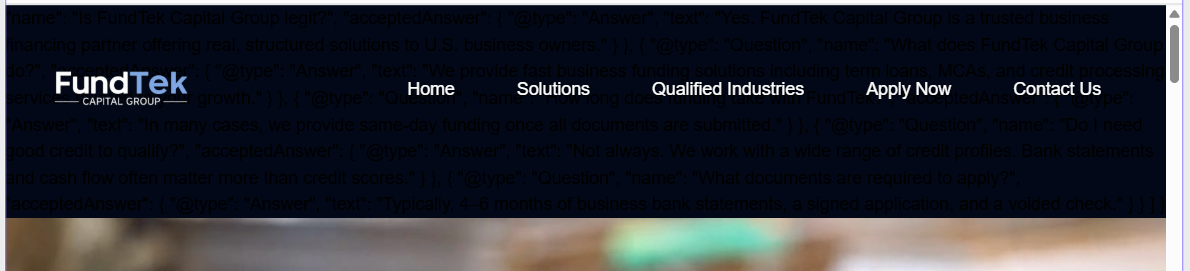 "name": "Is FundTek Capital Group legit?", "acceptedAnswer": { "@type": "Answer", "text": "Yes. FundTek Capital Group is a trusted business
financing partner offering real, structured solutions to U.S. business owners." } }, { "@type": "Question", "name": "What does FundTek Capital Group
do?", "acceptedAnswer": { "@type": "Answer", "text": "We provide fast business funding solutions including term loans, MCAs, and credit processing
FundTek
CAPITAL GROUP
Home
Solutions
Qualified Industries
Apply Now
Contact Us
growth." } }, { "@type": "Question", "name": "How long does funding take with FundTek "acceptedAnswer": { "@type":
"Answer", "text": "In many cases, we provide same-day funding once all documents are submitted." } }, { "@type": "Question", "name": "Do I need
good credit to qualify?", "acceptedAnswer": { "@type": "Answer", "text": "Not always. We work with a wide range of credit profiles. Bank statements
and cash flow often matter more than credit scores." } }, { "@type": "Question", "name": "What documents are required to apply?",
"acceptedAnswer": { "@type": "Answer", "text": "Typically, 4–6 months of business bank statements, a signed application, and a voided check." } } ] }